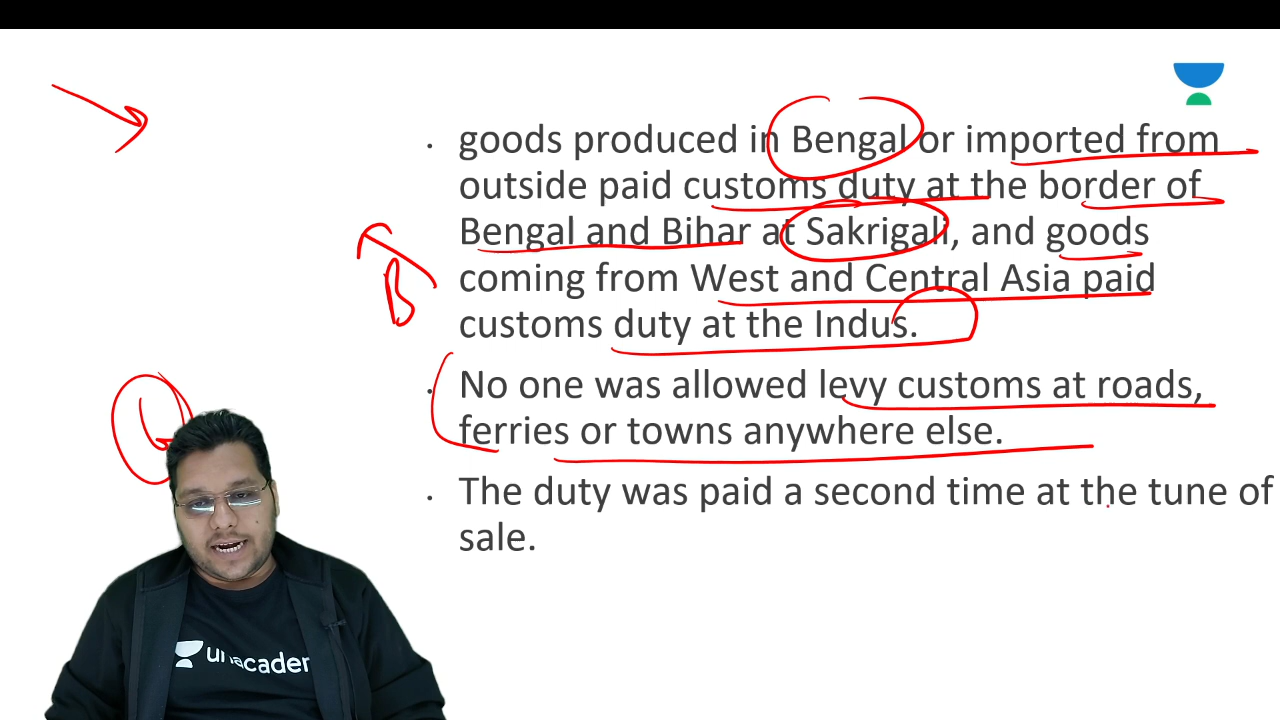 goods produced in Bengal or imported from
outside paid customs duty at the border of
Bengal and Bihar at Sakrigali, and goods
coming from West and Central Asia paid
customs duty at the Indus.
No one was allowed levy customs at roads,
ferries or towns anywhere else.
The duty was paid a second time at the tune of
sale.
B
unacader